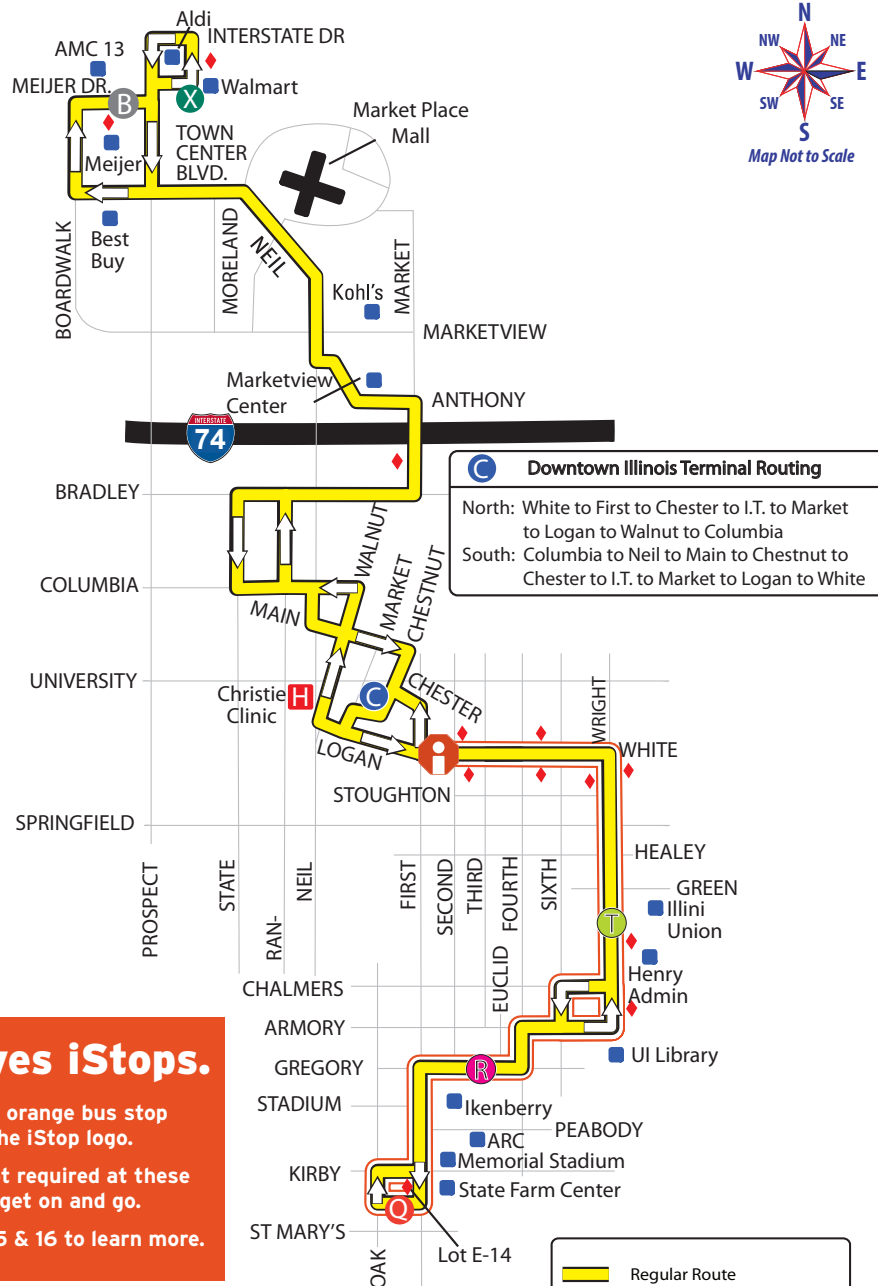 Aldi
INTERSTATE DR
AMC 13
MEIJER DR.
Walmart
B
X
Market Place
Mall
TOWN
CENTER
BLVD.
Meijer
Best
Buy
BOARDWALK
MORELAND
NEIL
MARKET
Kohl's
MARKETVIEW
Marketview
Center
ANTHONY
INTERSTATE
74
N
NW
NE
W
E
SW
SE
S
Map Not to Scale
C Downtown Illinois Terminal Routing
North: White to First to Chester to I.T. to Market
to Logan to Walnut to Columbia
South: Columbia to Neil to Main to Chestnut to
Chester to I.T. to Market to Logan to White
BRADLEY
COLUMBIA
WALNUT
MARKET
CHESTNUT
MAIN
UNIVERSITY
Christie
Clinic
H
C
CHESTER
LOGAN
WRIGHT
WHITE
STOUGHTON
SPRINGFIELD
HEALEY
GREEN
PROSPECT
STATE
RAN-
NEIL
FIRST
SECOND
THIRD
FOURTH
SIXTH
EUCLID
T
Illini
Union
Henry
Admin
CHALMERS
ARMORY
UI Library
GREGORY
R
STADIUM
Ikenberry
PEABODY
ARC
Memorial Stadium
KIRBY
State Farm Center
Q
ST MARY'S
Lot E-14
OAK
yes iStops.
orange bus stop
he iStop logo.
t required at these
get on and go.
5 & 16 to learn more.
Regular Route